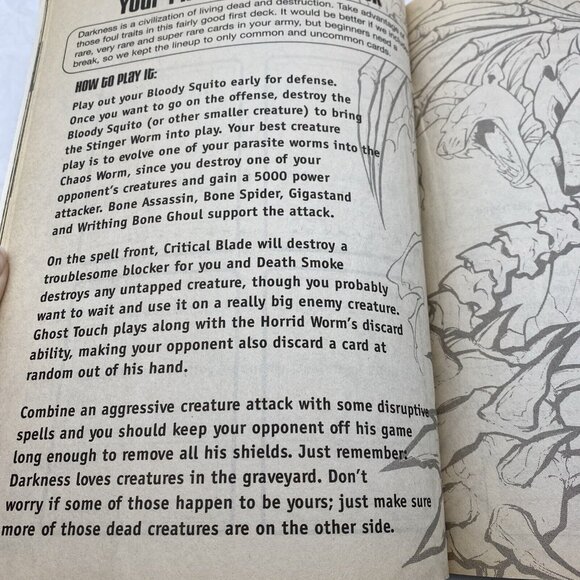 Darkness is a civilization of living dead and destruction. Take advantage of
those foul traits in this fairly good first deck. It would be better if we
rare, very rare and super rare cards in your army, but beginners need a
break, so we kept the lineup to only common and uncommon cards.
HOW to PLAY It:
Play out your Bloody Squito early for defense.
Once you want to go on the offense, destroy the
Bloody Squito (or other smaller creature) to bring
the Stinger Worm into play. Your best creature
play is to evolve one of your parasite worms into the
Chaos Worm, since you destroy one of your
opponent's creatures and gain a 5000 power
attacker. Bone Assassin, Bone Spider, Gigastand
and Writhing Bone Ghoul support the attack.
On the spell front, Critical Blade will destroy a
troublesome blocker for you and Death Smoke
destroys any untapped creature, though you probably
want to wait and use it on a really big enemy creature.
Ghost Touch plays along with the Horrid Worm's discard
ability, making your opponent also discard a card at
random out of his hand.
Combine an aggressive creature attack with some disruptive
spells and you should keep your opponent off his game
long enough to remove all his shields. Just remember:
Darkness loves creatures in the graveyard. Don't
worry if some of those happen to be yours; just make sure
more of those dead creatures are on the other side.